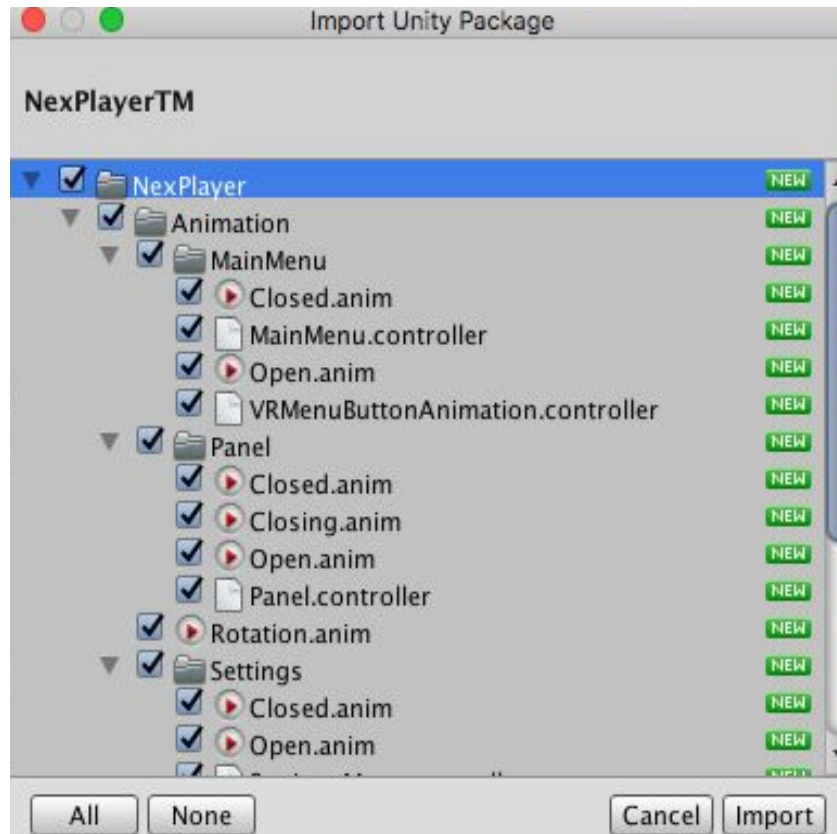 Import Unity Package
NexPlayerTM
NexPlayer NEW
Animation NEW
MainMenu NEW
Closed.anim NEW
MainMenu.controller NEW
Open.anim NEW
VRMenuButtonAnimation.controller NEW
Panel NEW
Closed.anim NEW
Closing.anim NEW
Open.anim NEW
Panel.controller NEW
Rotation.anim NEW
Settings NEW
Closed.anim NEW
Open.anim NEW
All None Cancel Import